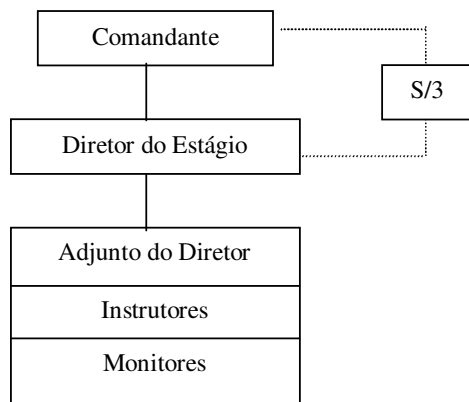 Comandante
S/3
Diretor do Estágio
Adjunto do Diretor
Instrutores
Monitores